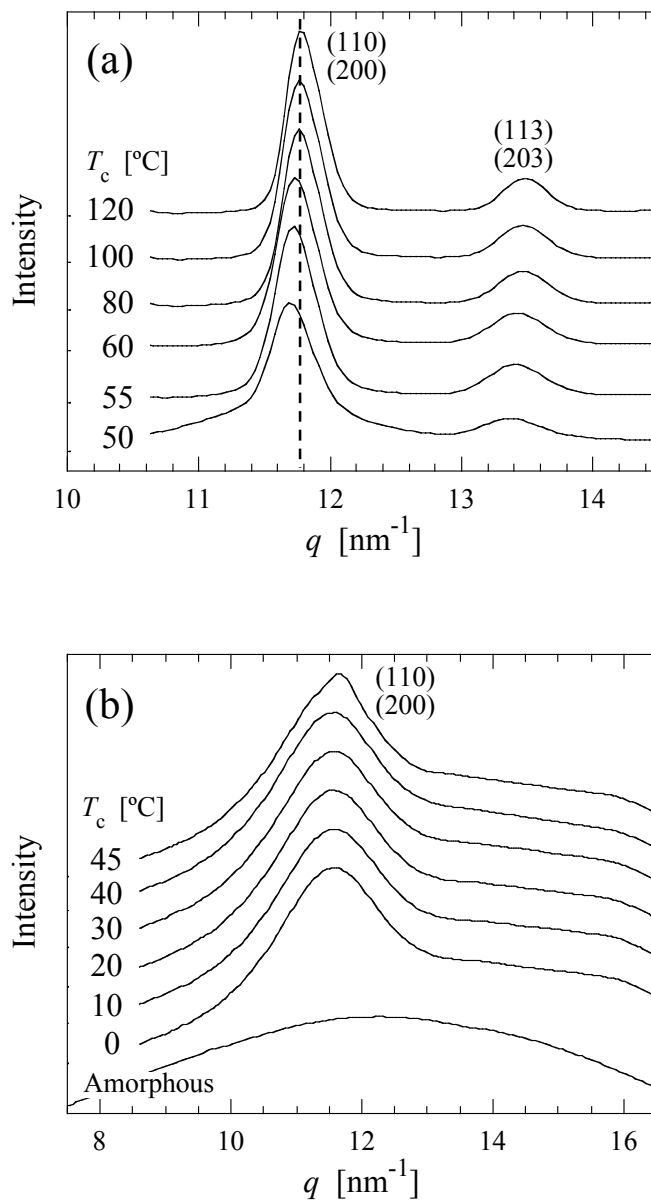 (a)
(110)
(200)
(113)
(203)
Tc [ºC]
120
100
80
60
55
50
Intensity
10 11 12 13 14
q [nm-1]
(b)
(110)
(200)
Tc [ºC]
45
40
30
20
10
0
Amorphous
Intensity
8 10 12 14 16
q [nm-1]